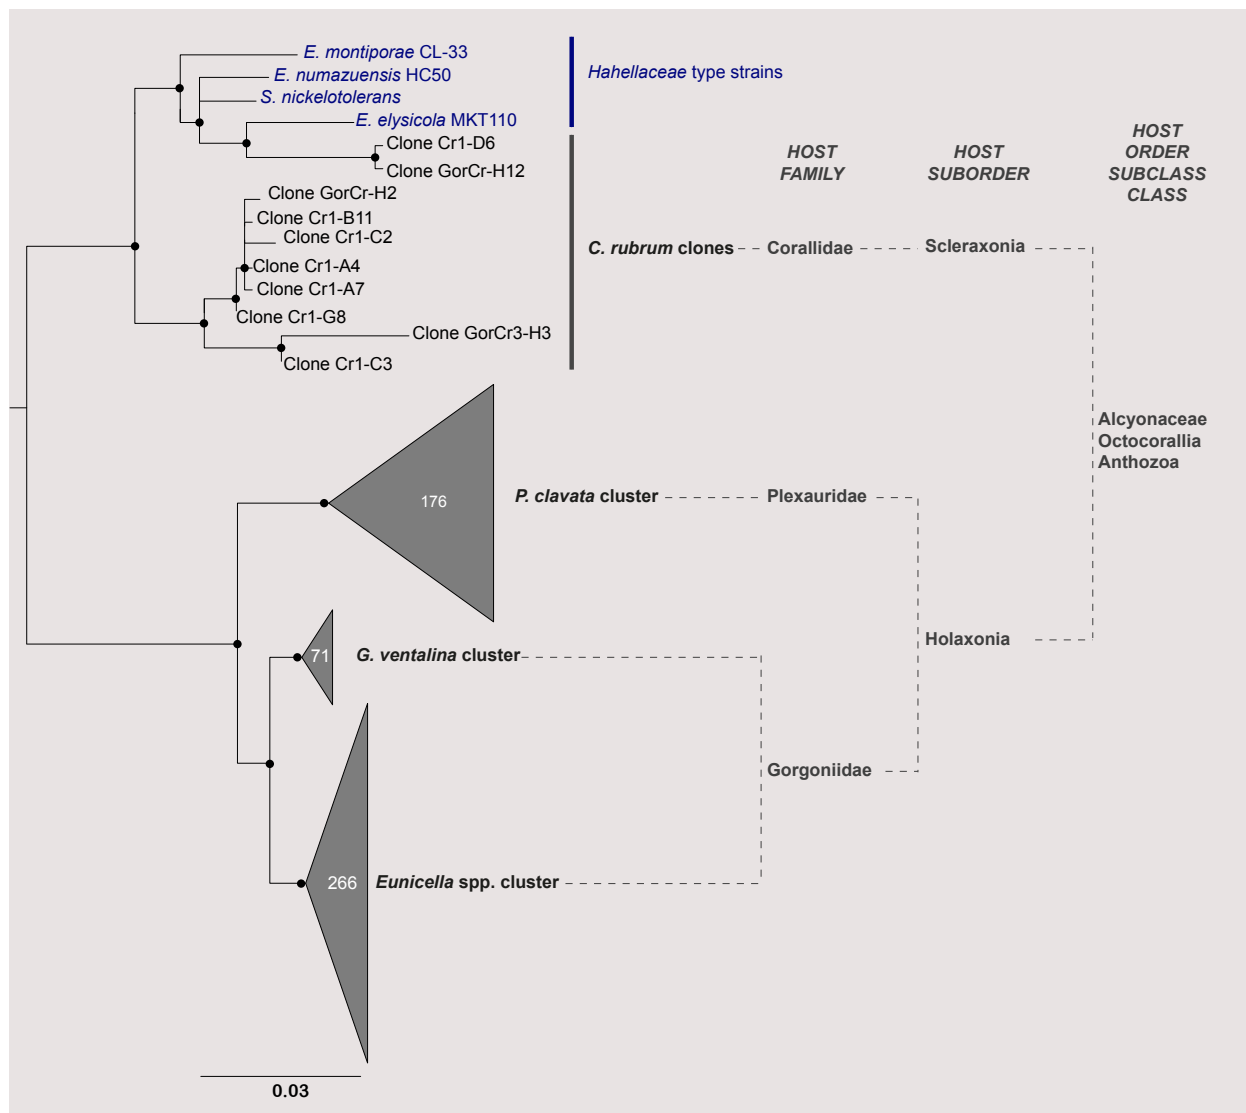 E. montiporae CL-33
E. numazuensis HC50
S. nickelotolerans
E. elysicola MKT110
Hahellaceae type strains
Clone Cr1-D6
Clone GorCr-H12
Clone GorCr-H2
Clone Cr1-B11
Clone Cr1-C2
Clone Cr1-A4
Clone Cr1-A7
Clone Cr1-G8
Clone GorCr3-H3
Clone Cr1-C3
HOST
FAMILY
HOST
SUBORDER
HOST
ORDER
SUBCLASS
CLASS
C. rubrum clones
Corallidae
Scleraxonia
Alcyonaceae
Octocorallia
Anthozoa
176
P. clavata cluster
Plexauridae
Holaxonia
71
G. ventalina cluster
Gorgoniidae
266
Eunicella spp. cluster
0.03